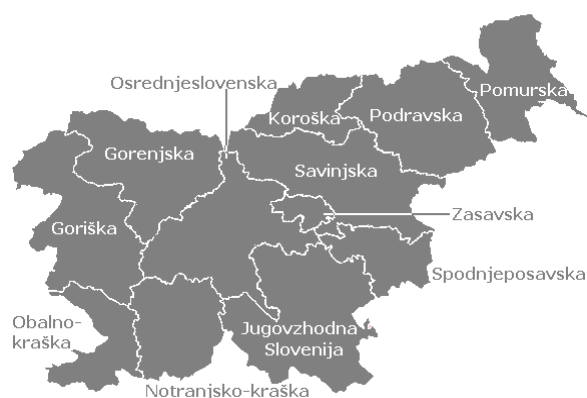 Osrednjeslovenska
Pomurska
Koroška
Podravska
Gorenjska
Savinjska
Zasavska
Goriška
Spodnjeposavska
Obalno-
kraška
Jugovzhodna
Slovenija
Notranjsko-kraška